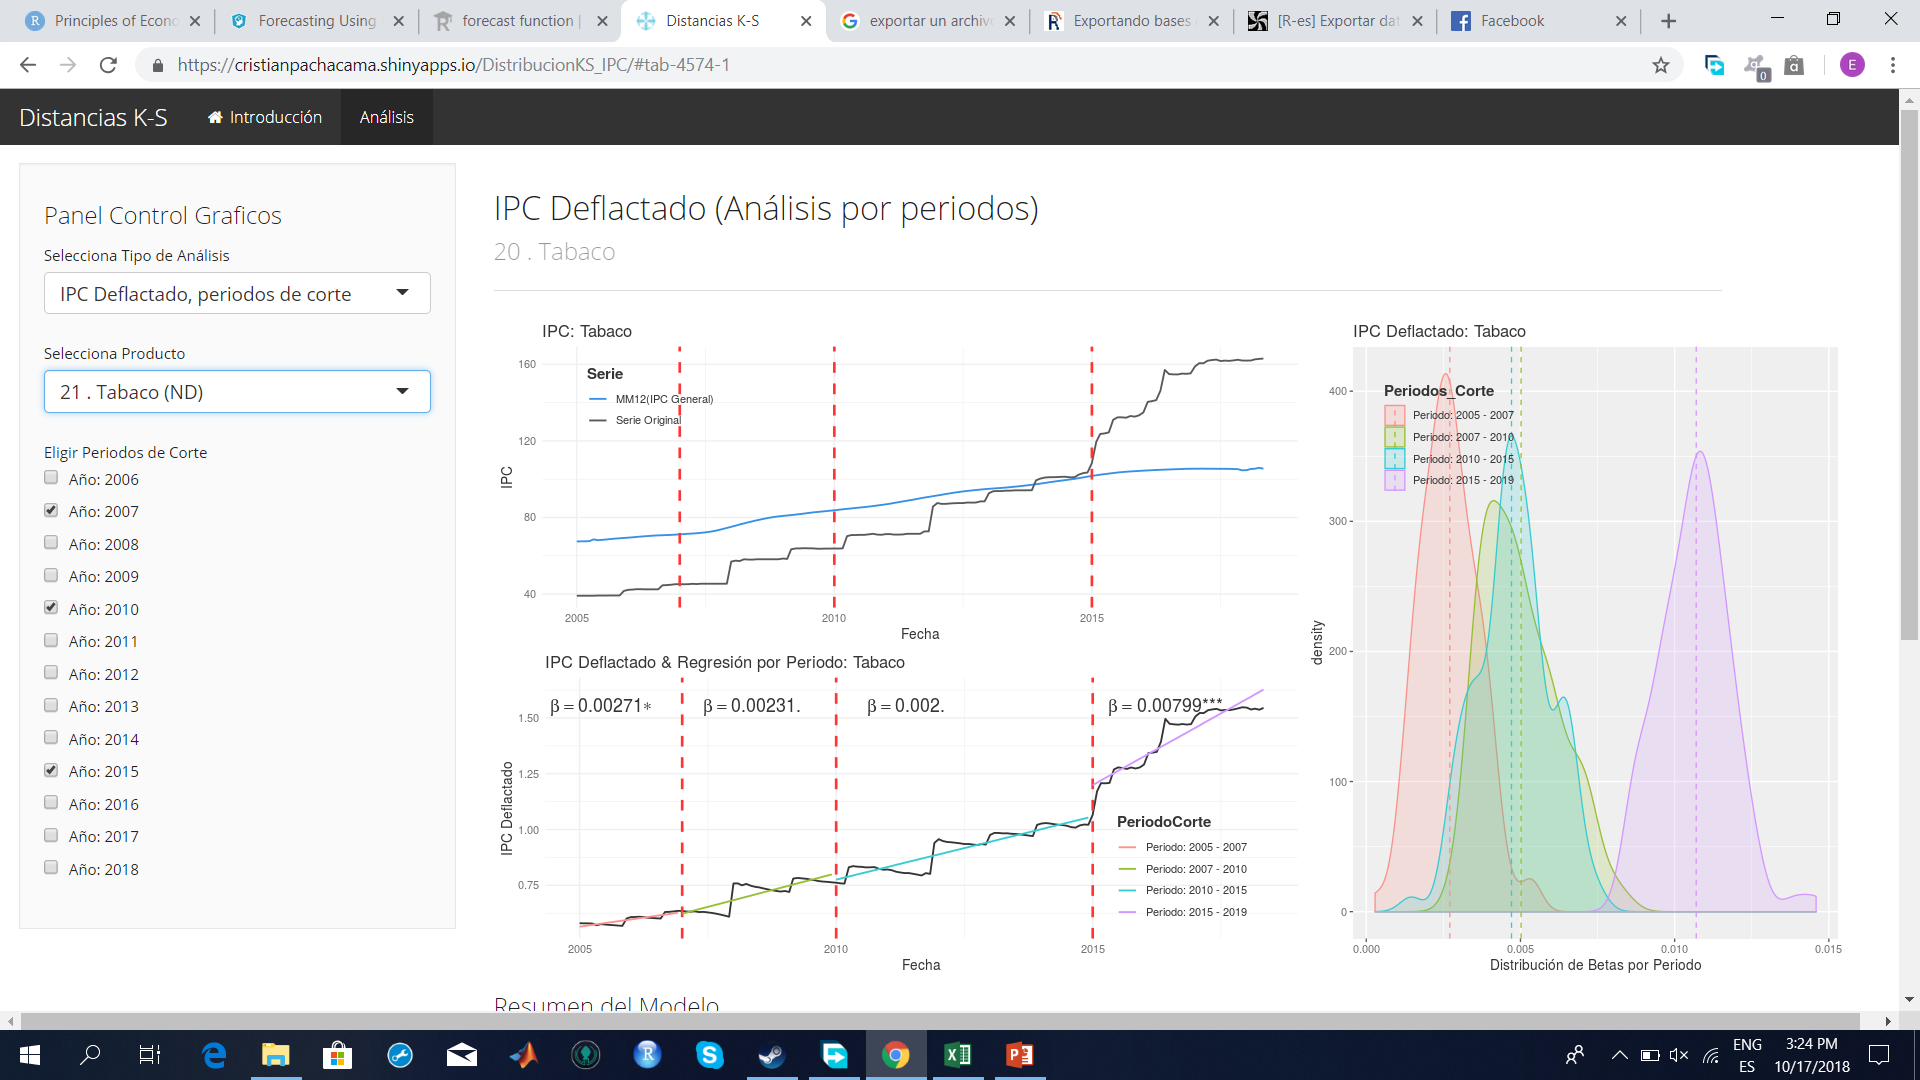 Principles of Econo
Forecasting Using
forecast function |
Distancias K-S
exportar un archivo
Exportando bases
[R-es] Exportar dat
Facebook
https://cristianpachacama.shinyapps.io/DistribucionKS_IPC/#tab-4574-1
0
E
Distancias K-S
Introducción
Análisis
Panel Control Graficos
Selecciona Tipo de Análisis
IPC Deflactado, periodos de corte
Selecciona Producto
21 . Tabaco (ND)
Eligir Periodos de Corte
Año: 2006
Año: 2007
Año: 2008
Año: 2009
Año: 2010
Año: 2011
Año: 2012
Año: 2013
Año: 2014
Año: 2015
Año: 2016
Año: 2017
Año: 2018
IPC Deflactado (Análisis por periodos)
20 . Tabaco
IPC: Tabaco
160
120
80
40
IPC
Serie
MM12(IPC General)
Serie Original
2005
2010
2015
Fecha
IPC Deflactado & Regresión por Periodo: Tabaco
β = 0.00271*
β = 0.00231.
β = 0.002.
β = 0.00799***
1.50
1.25
1.00
0.75
IPC Deflactado
PeriodoCorte
Periodo: 2005 - 2007
Periodo: 2007 - 2010
Periodo: 2010 - 2015
Periodo: 2015 - 2019
2005
2010
2015
Fecha
IPC Deflactado: Tabaco
400
300
200
100
0
density
Periodos_Corte
Periodo: 2005 - 2007
Periodo: 2007 - 2010
Periodo: 2010 - 2015
Periodo: 2015 - 2019
0.000
0.005
0.010
0.015
Distribución de Betas por Periodo
Resumen del Modelo
ENG
ES
3:24 PM
10/17/2018